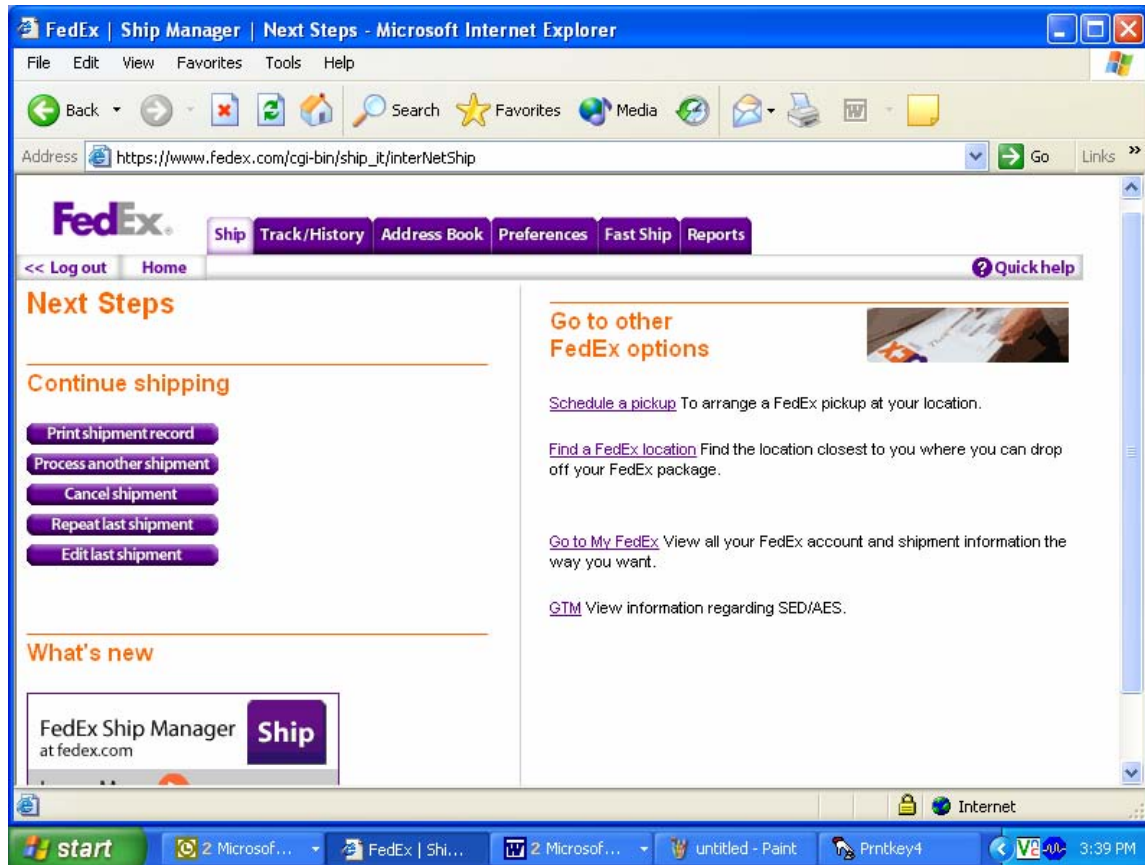 FedEx | Ship Manager | Next Steps - Microsoft Internet Explorer
File Edit View Favorites Tools Help
Back Search Favorites Media
Address https://www.fedex.com/cgi-bin/ship_it/interNetShip Go Links »
FedEx®
Ship Track/History Address Book Preferences Fast Ship Reports
<< Log out Home ? Quick help
Next Steps
Continue shipping
Print shipment record
Process another shipment
Cancel shipment
Repeat last shipment
Edit last shipment
What's new
FedEx Ship Manager
at fedex.com
Ship
Go to other
FedEx options
Schedule a pickup To arrange a FedEx pickup at your location.
Find a FedEx location Find the location closest to you where you can drop
off your FedEx package.
Go to My FedEx View all your FedEx account and shipment information the
way you want.
GTM View information regarding SED/AES.
Internet
start 2 Microsof... FedEx | Shi... 2 Microsof... untitled - Paint Prntkey4 3:39 PM